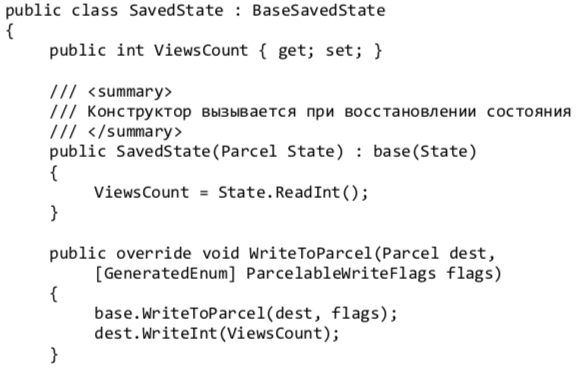 public class SavedState : BaseSavedState
{
    public int ViewsCount { get; set; }

    /// <summary>
    /// Конструктор вызывается при восстановлении состояния
    /// </summary>
    public SavedState(Parcel State) : base(State)
    {
        ViewsCount = State.ReadInt();
    }

    public override void WriteToParcel(Parcel dest,
        [GeneratedEnum] ParcelableWriteFlags flags)
    {
        base.WriteToParcel(dest, flags);
        dest.WriteInt(ViewsCount);
    }